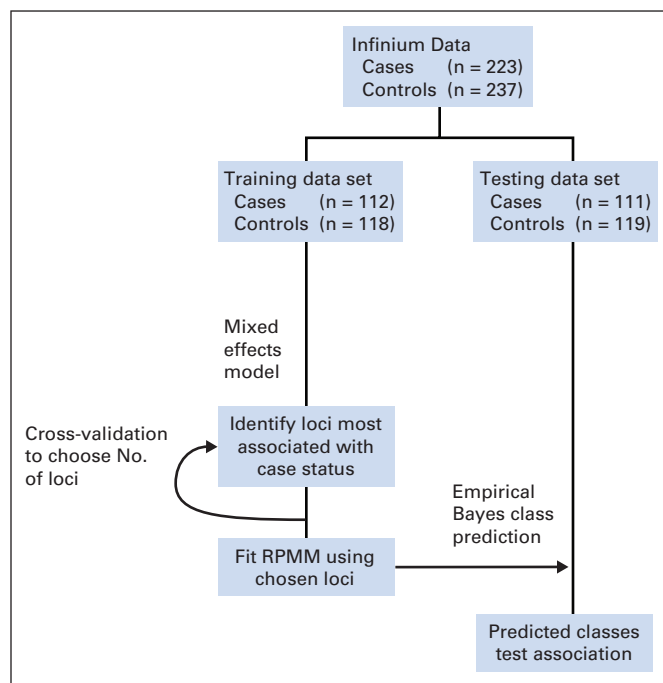 Infinium Data
Cases (n = 223)
Controls (n = 237)
Training data set
Cases (n = 112)
Controls (n = 118)
Testing data set
Cases (n = 111)
Controls (n = 119)
Mixed
effects
model
Cross-validation
to choose No.
of loci
Identify loci most
associated with
case status
Empirical
Bayes class
prediction
Fit RPMM using
chosen loci
Predicted classes
test association